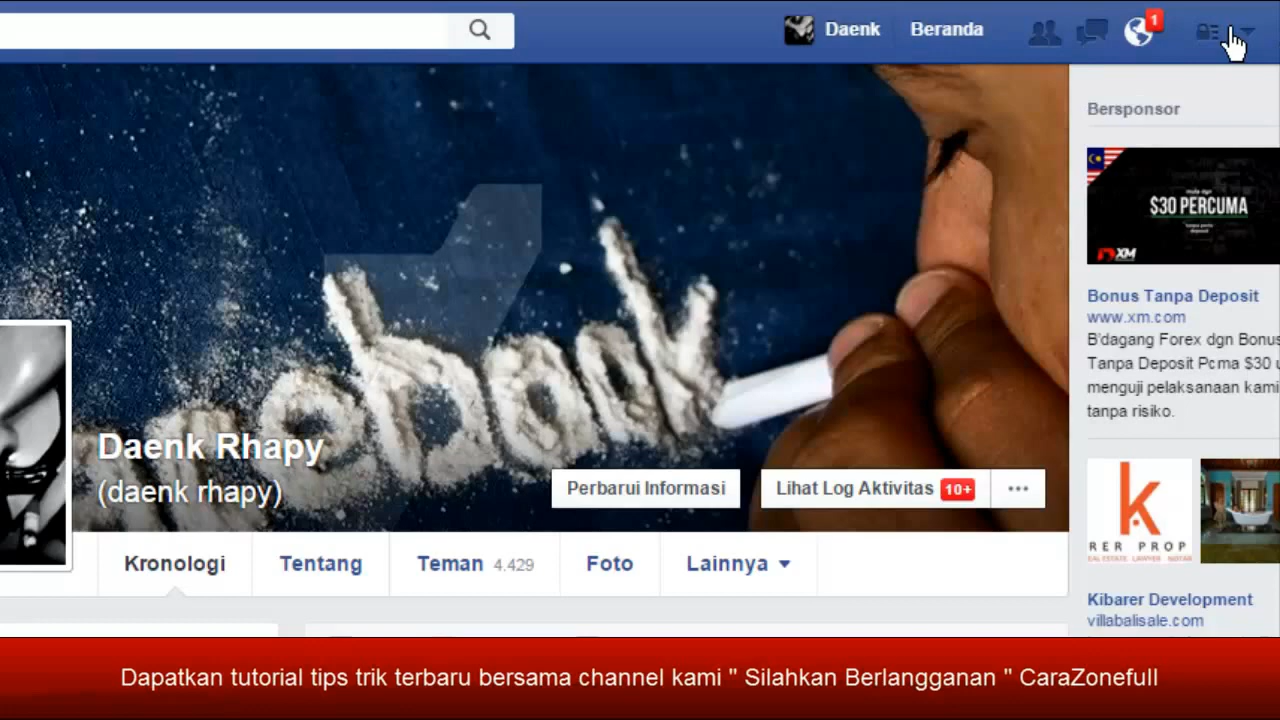 Daenk
Beranda
1
Bersponsor
$30 PERCUMA
XM
Bonus Tanpa Deposit
www.xm.com
B'dagang Forex dgn Bonus
Tanpa Deposit Pcma $30 u
menguji pelaksanaan kami
tanpa risiko.
Daenk Rhapy
(daenk rhapy)
Perbarui Informasi
Lihat Log Aktivitas 10+
Kronologi
Tentang
Teman 4.429
Foto
Lainnya
k.
RER PROP
Kibarer Development
villabalisale.com
Dapatkan tutorial tips trik terbaru bersama channel kami " Silahkan Berlangganan " CaraZonefull